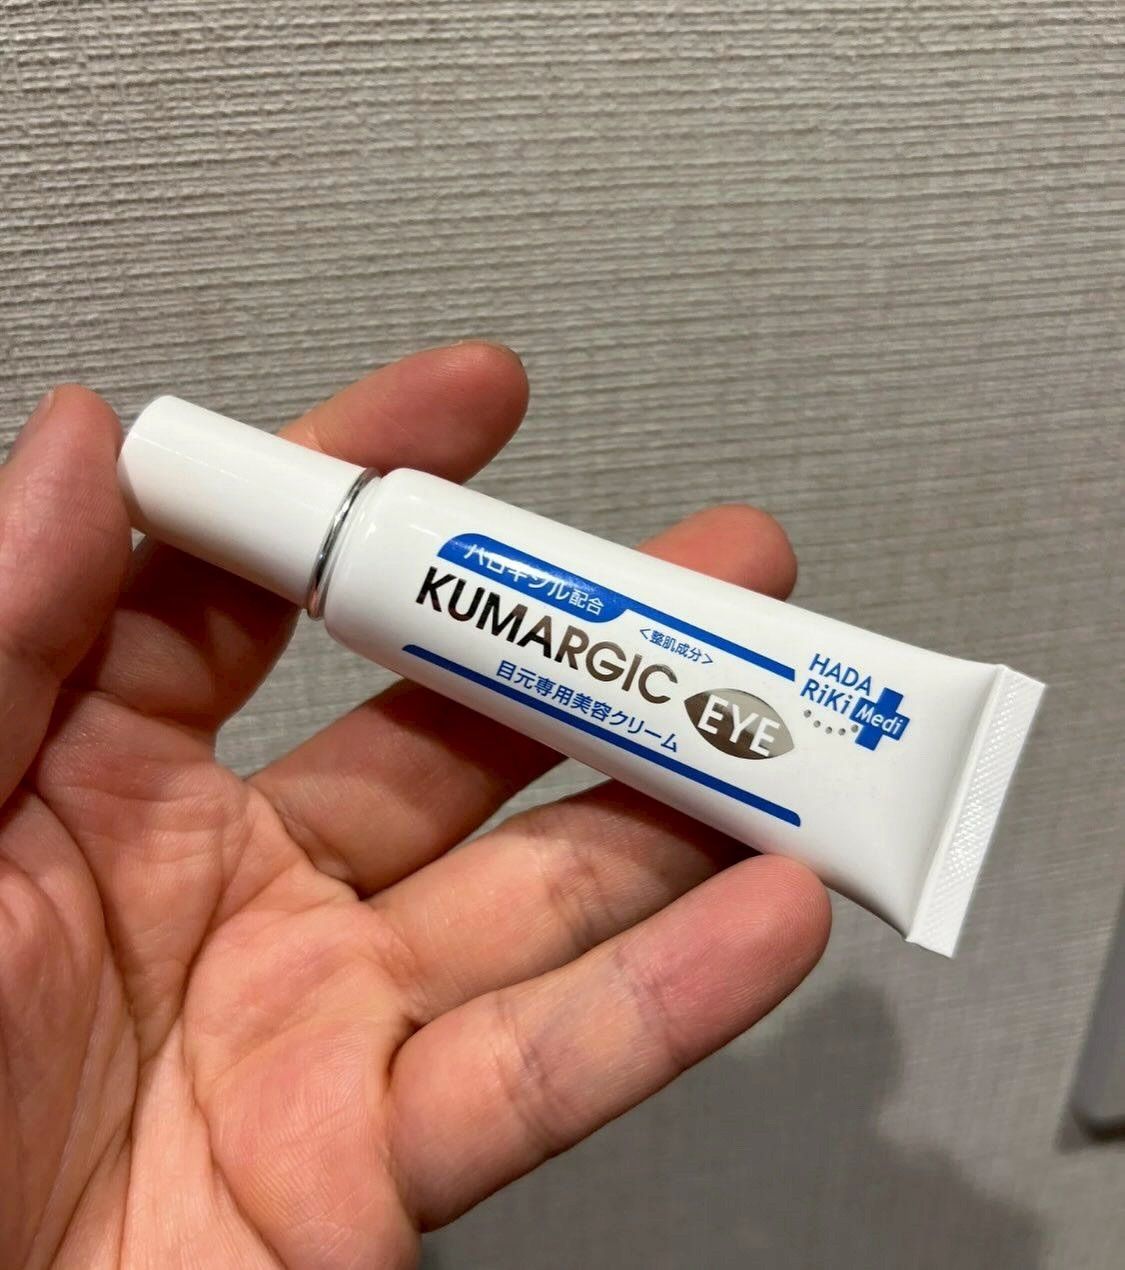 ハロキシル配合
<整肌成分>
KUMARGIC EYE
目元専用美容クリーム
HADA
RiKi Medi